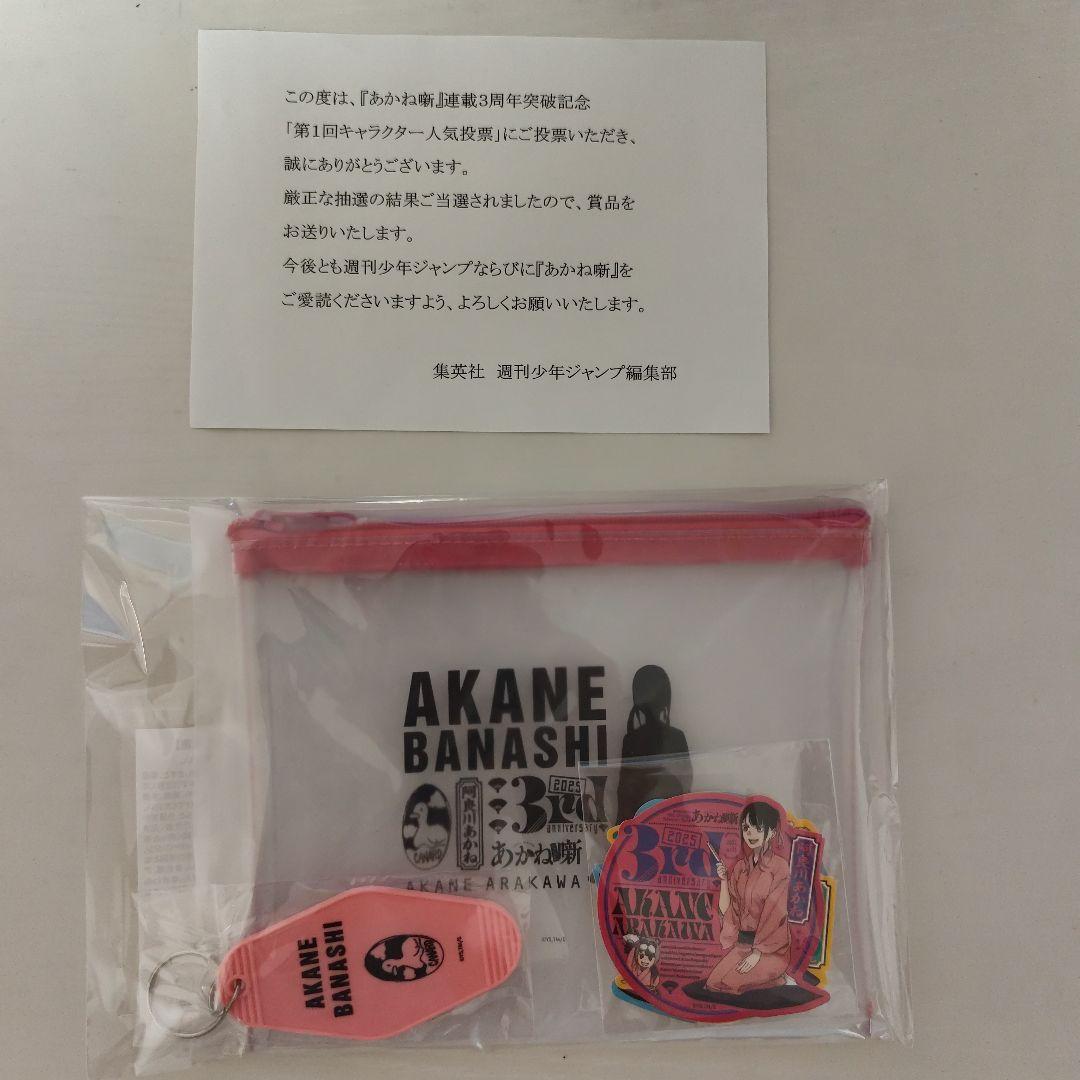 この度は、『あかね噺』連載3周年突破記念
「第1回キャラクター人気投票」にご投票いただき、
誠にありがとうございます。
厳正な抽選の結果ご当選されましたので、賞品を
お送りいたします。
今後とも週刊少年ジャンプならびに『あかね噺』を
ご愛読くださいますよう、よろしくお願いいたします。
集英社 週刊少年ジャンプ編集部
AKANE
BANASHI
阿良川あかね
2025
3rd
anniversary
あかね噺
AKANE ARAKAWA
AKANE
BANASHI
あかね噺
2025
3rd
anniversary
AKANE
ARAKAWA
阿良川あかね